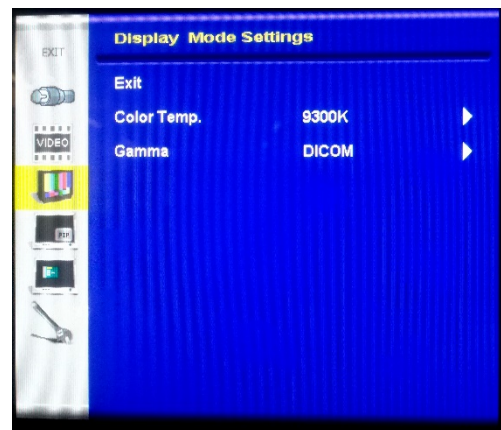 EXIT
Display Mode Settings
Exit
Color Temp. 9300K
VIDEO
Gamma DICOM
PIP